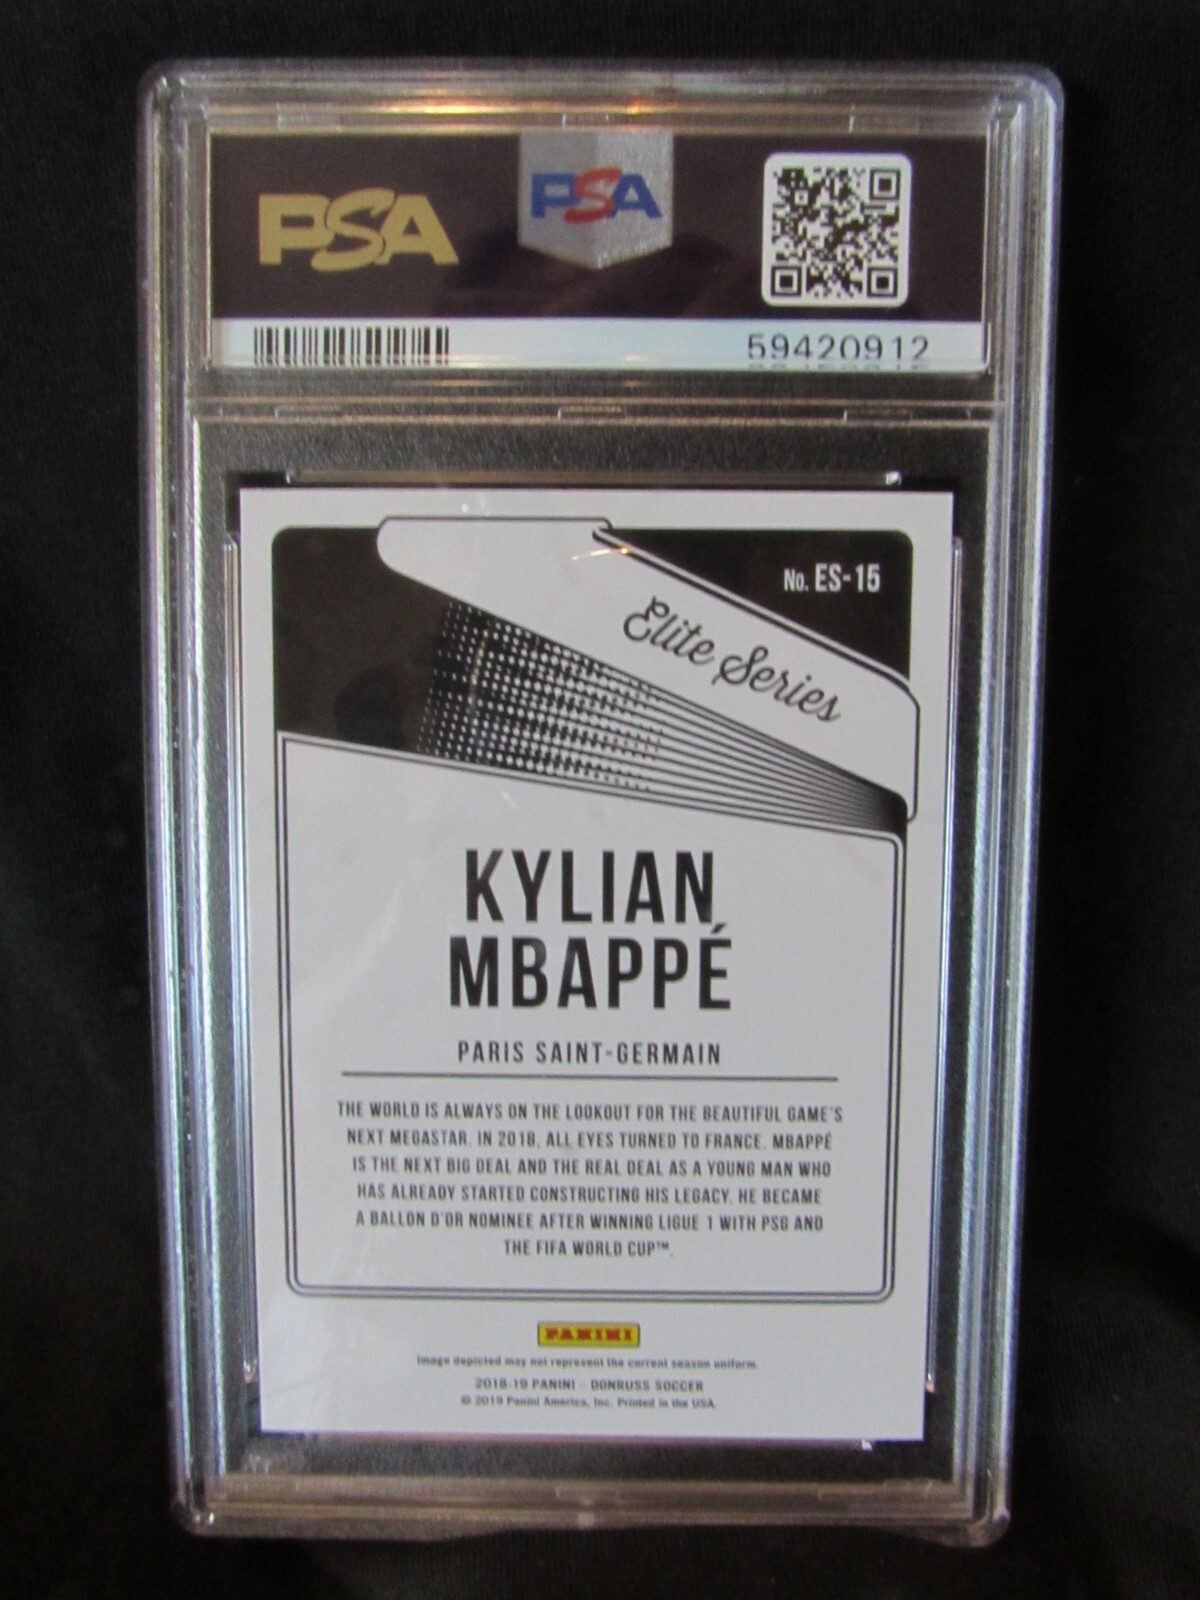 PSA
PSA
59420912
No. ES-15
Elite Series
KYLIAN
MBAPPÉ
PARIS SAINT-GERMAIN
THE WORLD IS ALWAYS ON THE LOOKOUT FOR THE BEAUTIFUL GAME'S
NEXT MEGASTAR. IN 2018, ALL EYES TURNED TO FRANCE. MBAPPÉ
IS THE NEXT BIG DEAL AND THE REAL DEAL AS A YOUNG MAN WHO
HAS ALREADY STARTED CONSTRUCTING HIS LEGACY. HE BECAME
A BALLON D'OR NOMINEE AFTER WINNING LIGUE 1 WITH PSG AND
THE FIFA WORLD CUP™.
PANINI
Image depicted may not represent the current season uniform.
2018-19 PANINI - DONRUSS SOCCER
© 2019 Panini America, Inc. Printed in the USA.